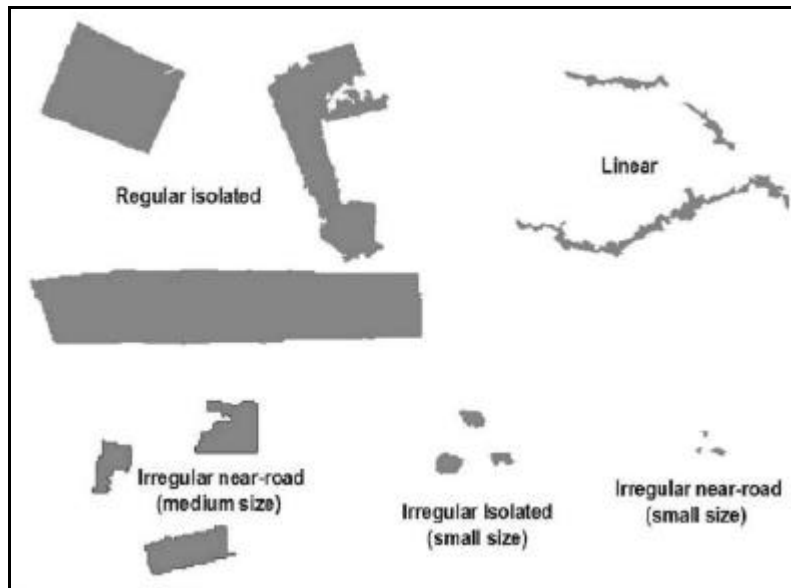 Regular isolated
Linear
Irregular near-road
(medium size)
Irregular Isolated
(small size)
Irregular near-road
(small size)